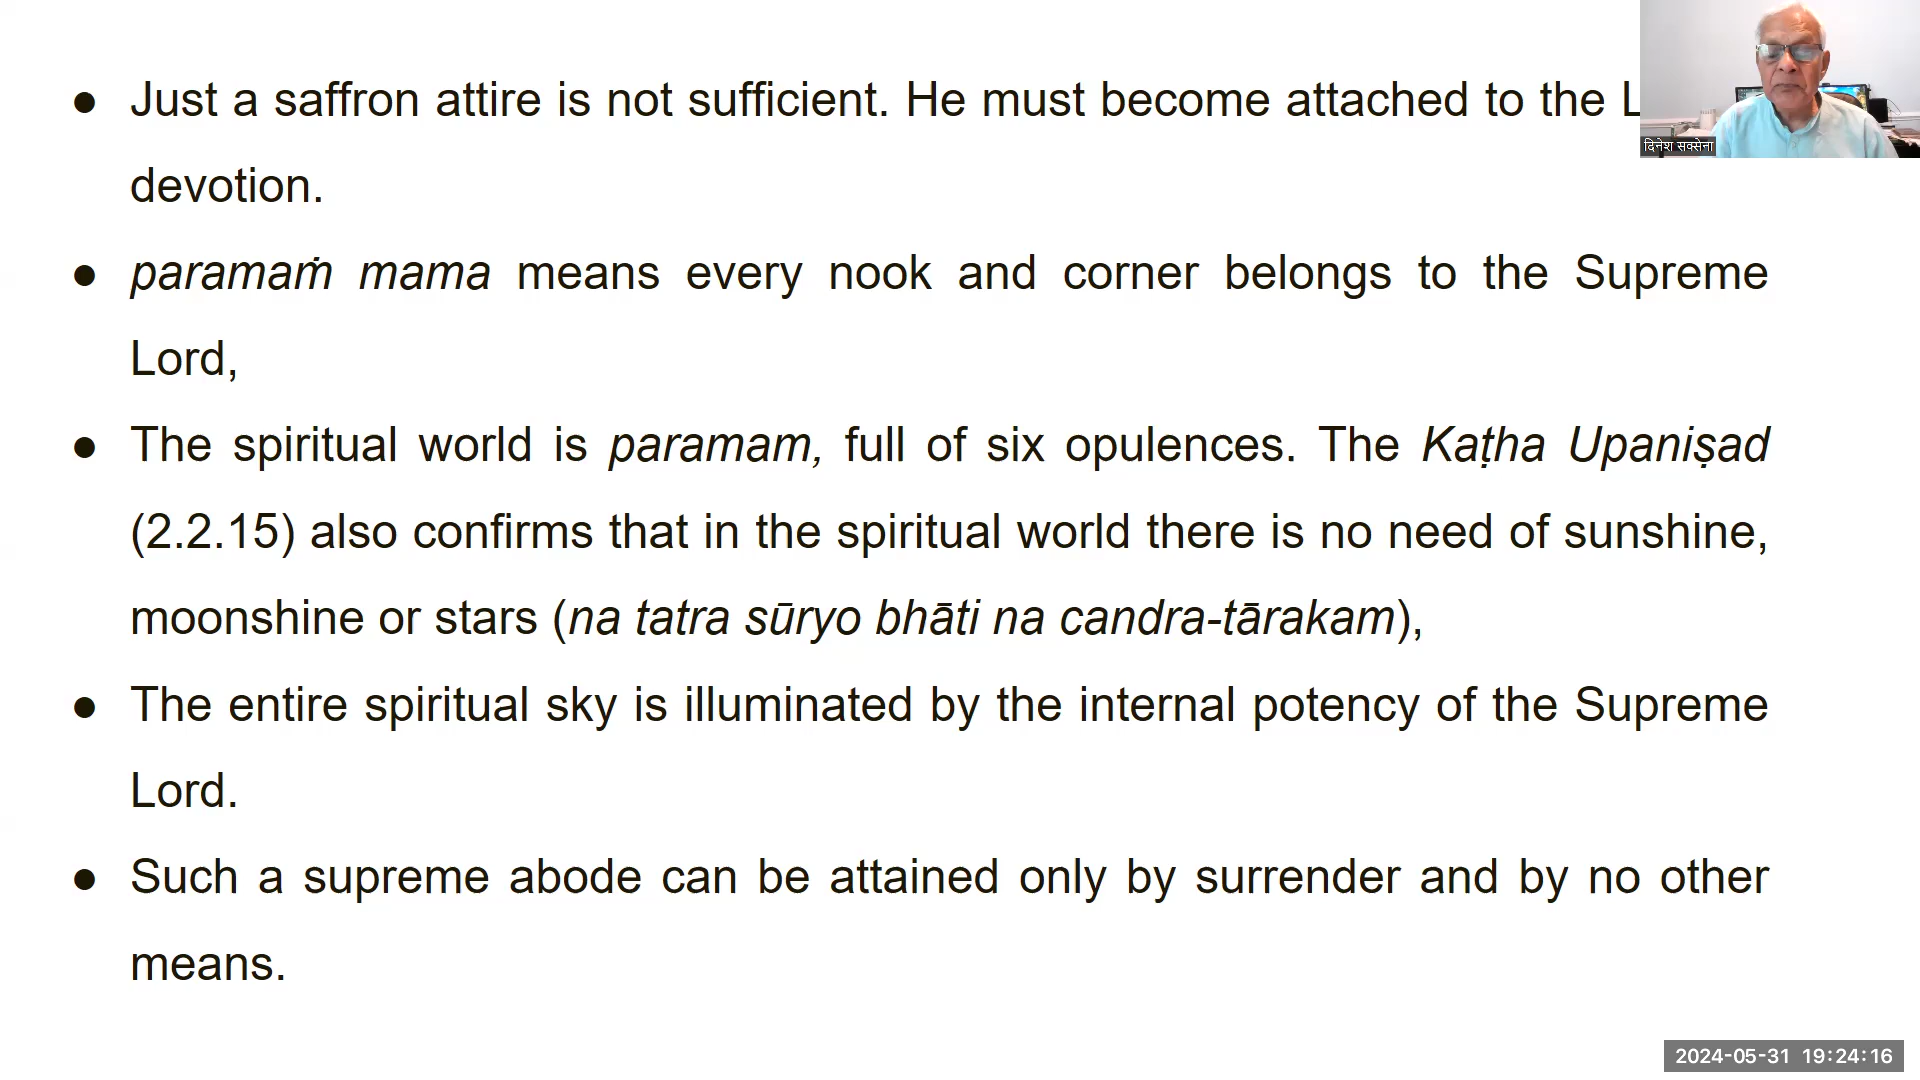 ● Just a saffron attire is not sufficient. He must become attached to the
devotion.
● paramaṁ mama means every nook and corner belongs to the Supreme
Lord,
● The spiritual world is paramam, full of six opulences. The Kaṭha Upaniṣad
(2.2.15) also confirms that in the spiritual world there is no need of sunshine,
moonshine or stars (na tatra sūryo bhāti na candra-tārakam),
● The entire spiritual sky is illuminated by the internal potency of the Supreme
Lord.
● Such a supreme abode can be attained only by surrender and by no other
means.
दिनेश सक्सेना
2024-05-31 19:24:16